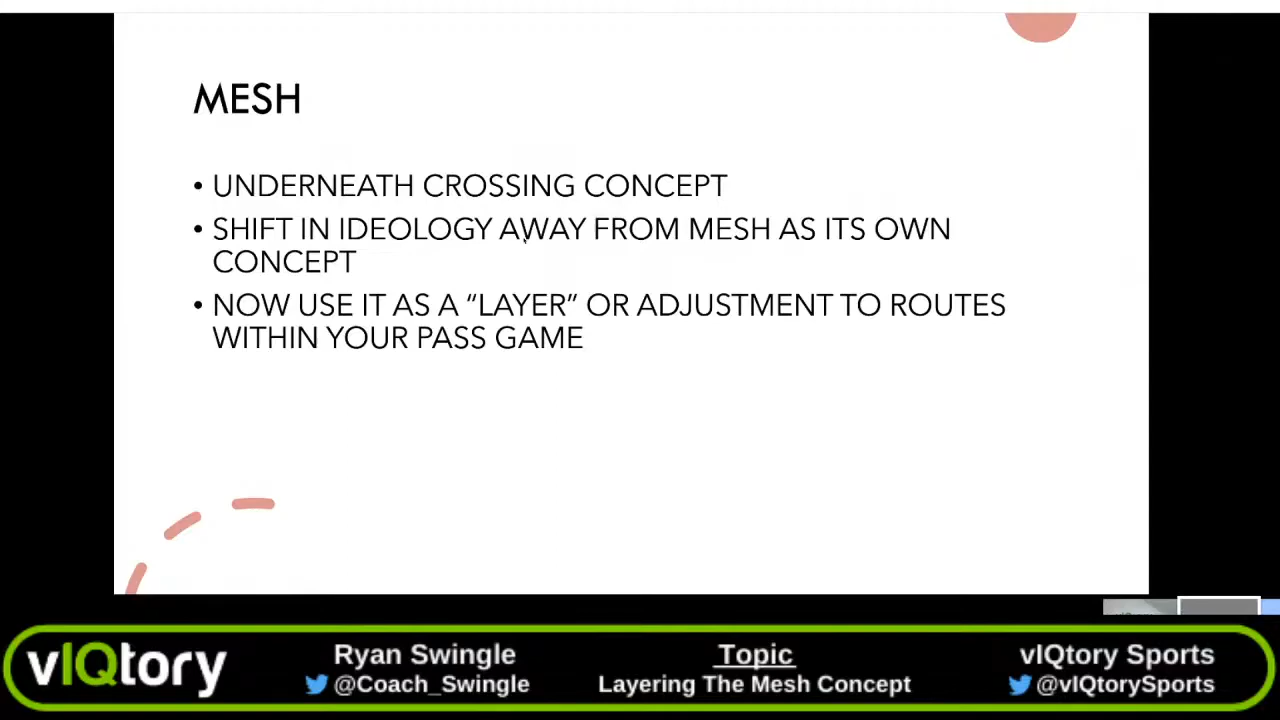 MESH
• UNDERNEATH CROSSING CONCEPT
• SHIFT IN IDEOLOGY AWAY FROM MESH AS ITS OWN
CONCEPT
• NOW USE IT AS A “LAYER” OR ADJUSTMENT TO ROUTES
WITHIN YOUR PASS GAME
vIQtory
Ryan Swingle
@Coach_Swingle
Topic
Layering The Mesh Concept
vIQtory Sports
@vIQtorySports